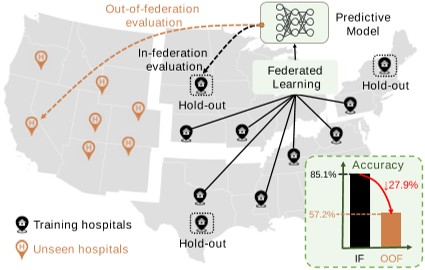 Out-of-federation
evaluation
Predictive
Model
In-federation
evaluation
Hold-out
Federated
Learning
Hold-out
H
H
H
H
H
H
H
Hold-out
Training hospitals
H Unseen hospitals
Accuracy
85.1%
↓27.9%
57.2%
IF OOF